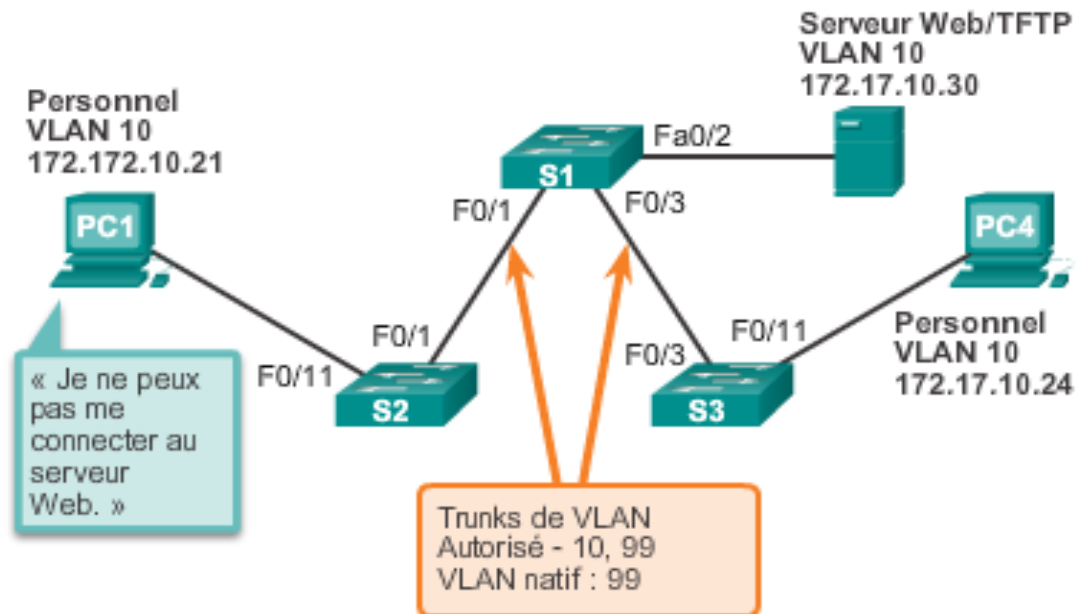 Serveur Web/TFTP
VLAN 10
172.17.10.30
Personnel
VLAN 10
172.172.10.21
PC1
S1
Fa0/2
F0/1
F0/3
PC4
Personnel
VLAN 10
172.17.10.24
F0/11
F0/1
S2
F0/3
F0/11
S3
« Je ne peux
pas me
connecter au
serveur
Web. »
Trunks de VLAN
Autorisé - 10, 99
VLAN natif : 99